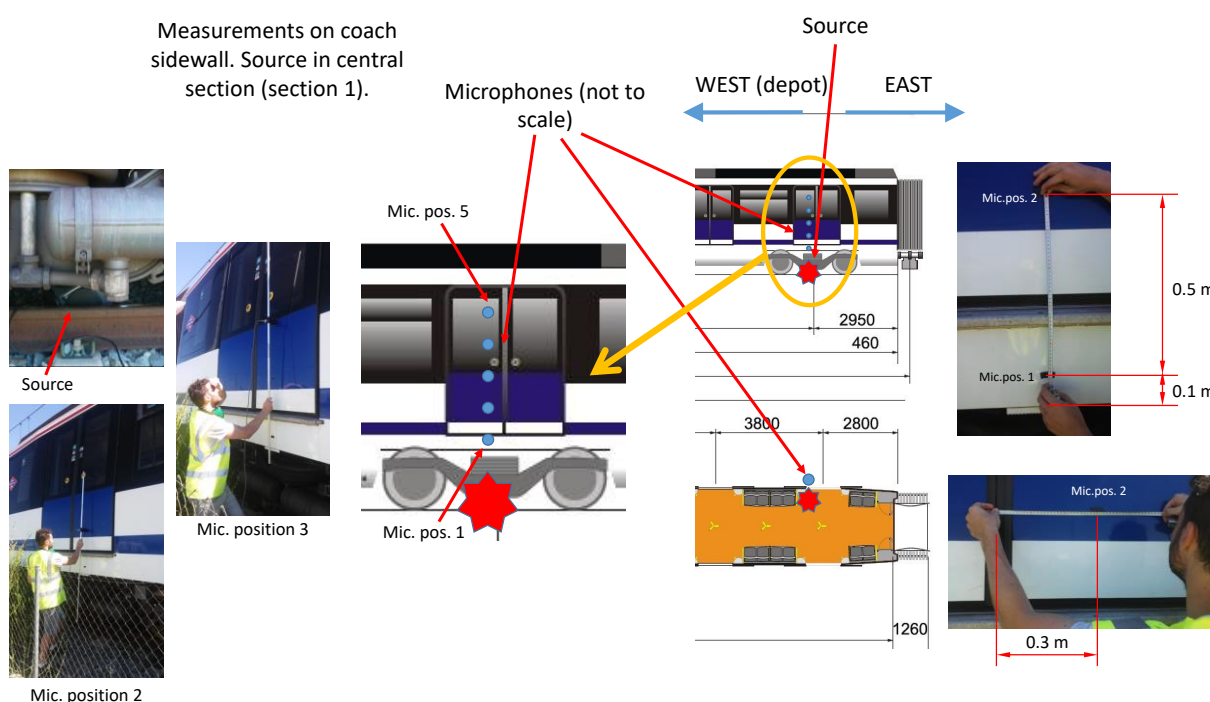 Measurements on coach
sidewall. Source in central
section (section 1).
Source
Microphones (not to
scale)
WEST (depot)
EAST
Mic. pos. 5
Mic.pos. 2
0.5 m
2950
460
Source
Mic.pos. 1
0.1 m
3800
2800
Mic. position 3
Mic. pos. 1
Mic.pos. 2
1260
0.3 m
Mic. position 2